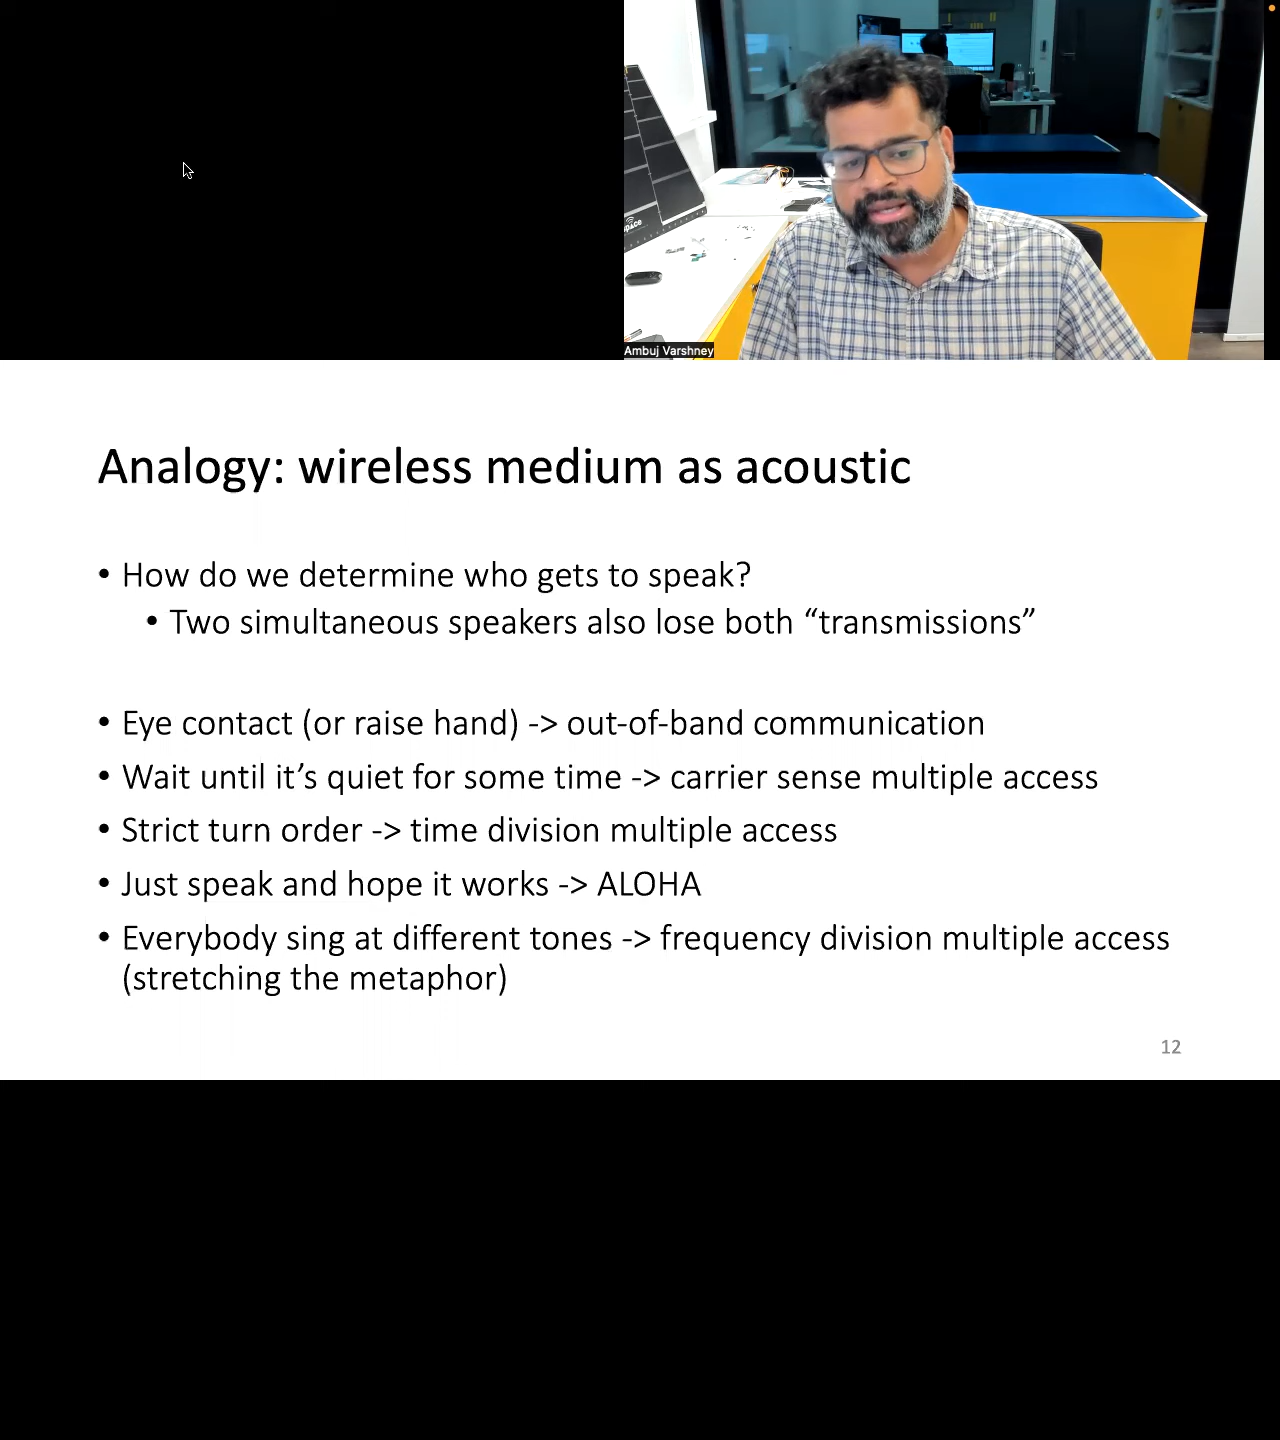 space
Ambuj Varshney
Analogy: wireless medium as acoustic
• How do we determine who gets to speak?
• Two simultaneous speakers also lose both “transmissions”
• Eye contact (or raise hand) -> out-of-band communication
• Wait until it’s quiet for some time -> carrier sense multiple access
• Strict turn order -> time division multiple access
• Just speak and hope it works -> ALOHA
• Everybody sing at different tones -> frequency division multiple access
(stretching the metaphor)
12